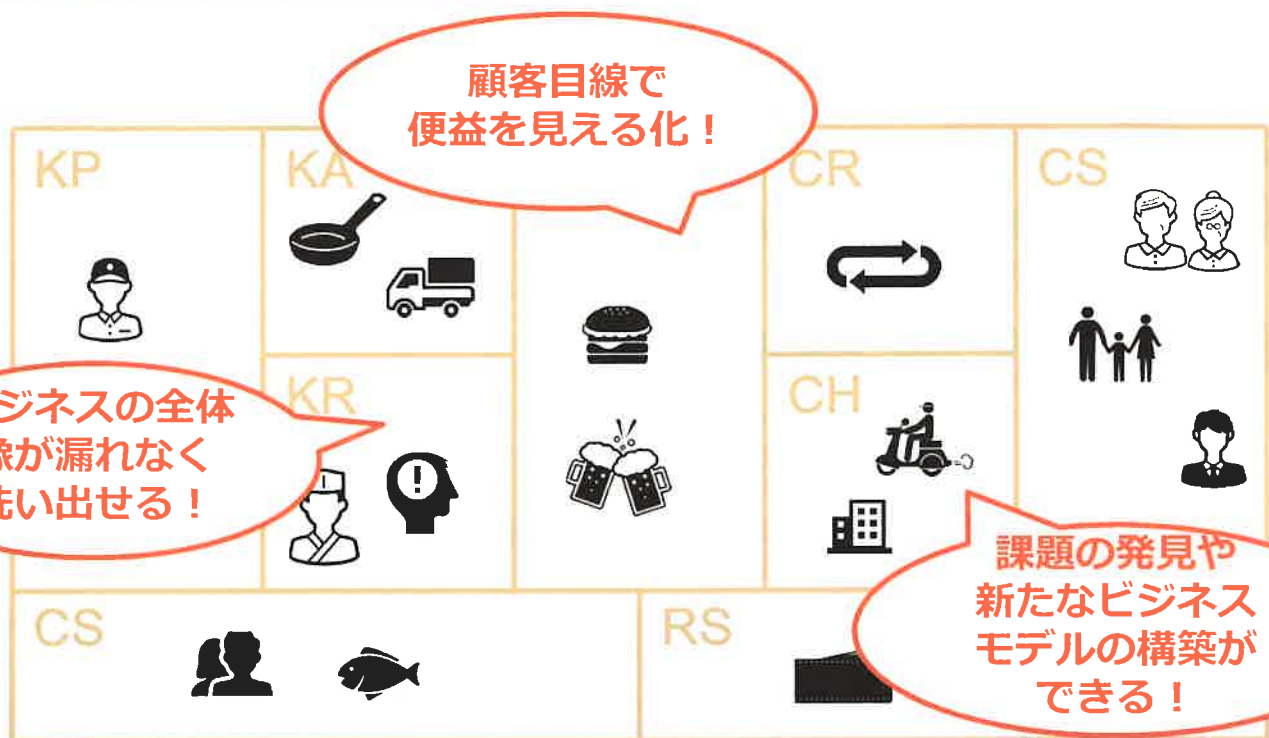 顧客目線で
便益を見える化！
KP
KA
CR
CS
KR
CH
ジネスの全体
像が漏れなく
洗い出せる！
課題の発見や
新たなビジネス
モデルの構築が
できる！
CS
RS